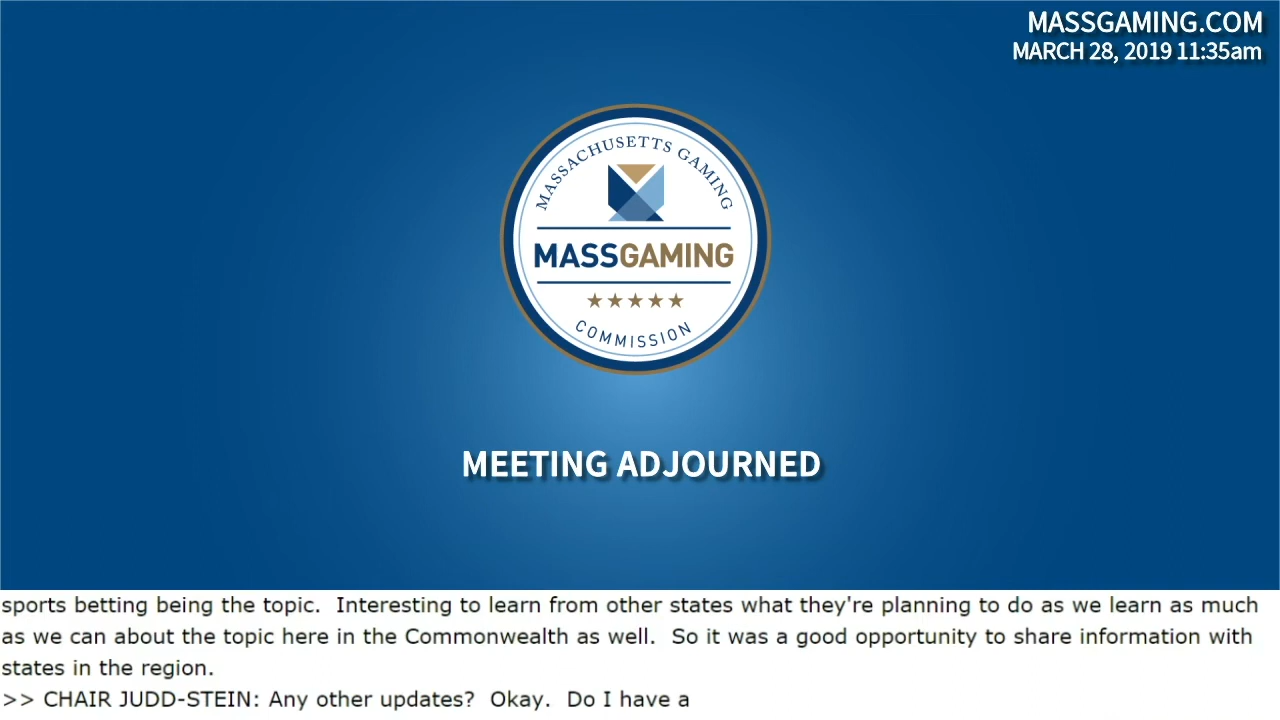 MASSGAMING.COM
MARCH 28, 2019 11:35am
MASSACHUSETTS GAMING
MASSGAMING
COMMISSION
MEETING ADJOURNED
sports betting being the topic.  Interesting to learn from other states what they're planning to do as we learn as much
as we can about the topic here in the Commonwealth as well.  So it was a good opportunity to share information with
states in the region.
>> CHAIR JUDD-STEIN: Any other updates?  Okay.  Do I have a